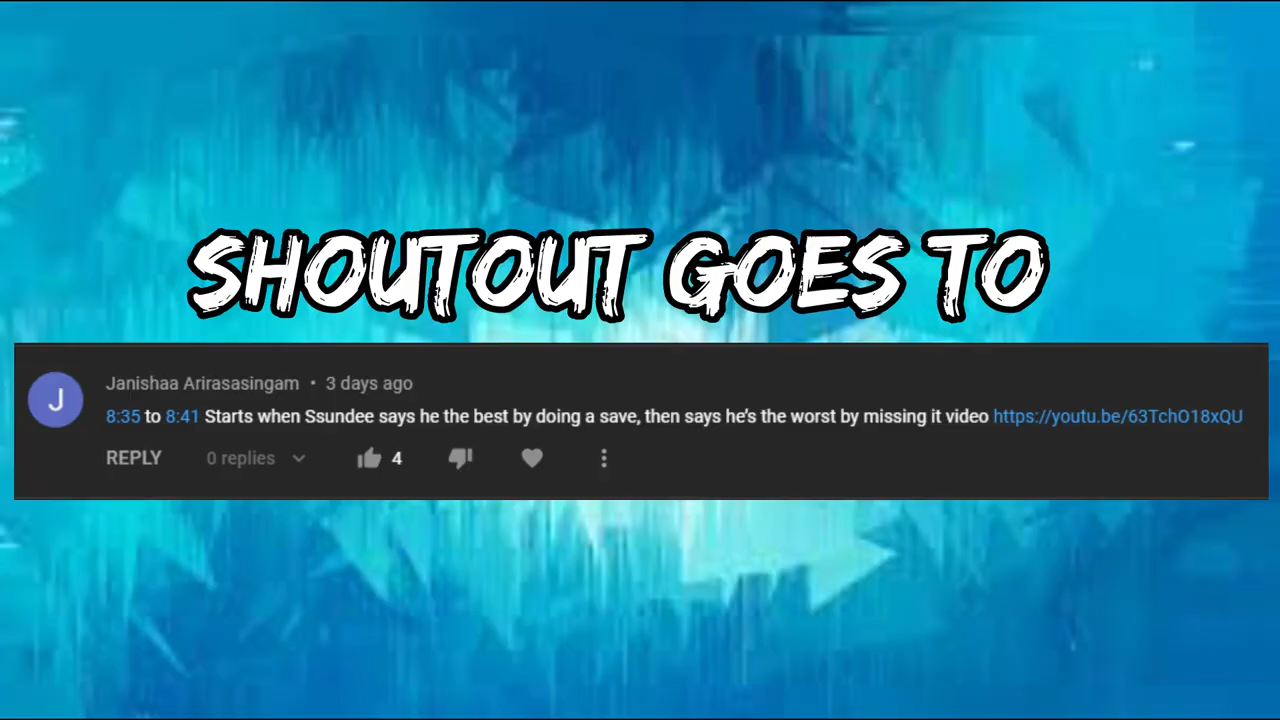 SHOUTOUT GOES TO
J
Janishaa Arirasasingam • 3 days ago
8:35 to 8:41 Starts when Ssundee says he the best by doing a save, then says he's the worst by missing it video https://youtu.be/63TchO18xQU
REPLY 0 replies 4